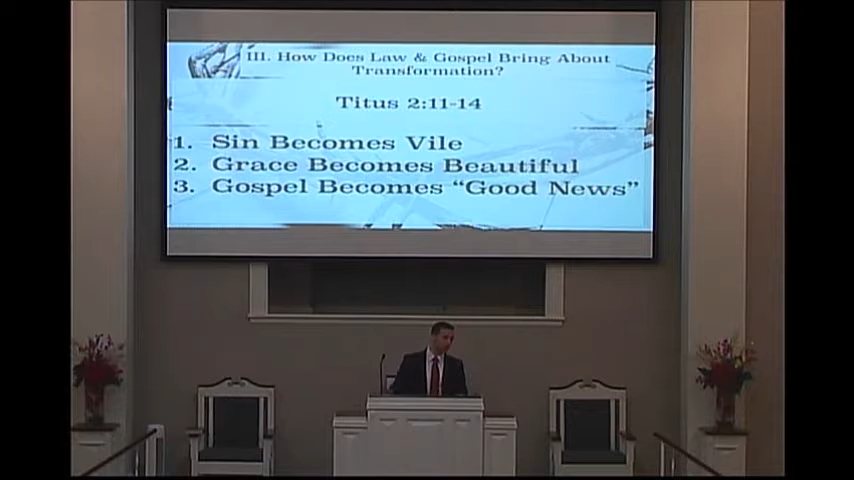 III. How Does Law & Gospel Bring About
Transformation?
Titus 2:11-14
1. Sin Becomes Vile
2. Grace Becomes Beautiful
3. Gospel Becomes “Good News”